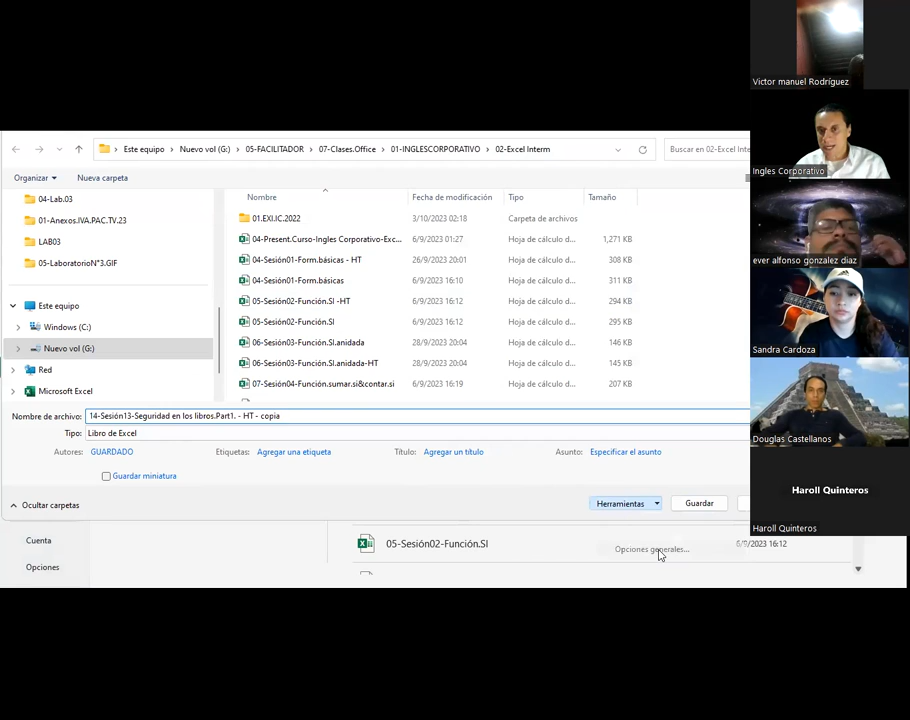 Este equipo > Nuevo vol (G:) > 05-FACILITADOR > 07-Clases.Office > 01-INGLESCORPORATIVO > 02-Excel Interm
Buscar en 02-Excel Inte
Organizar
Nueva carpeta
04-Lab.03
01-Anexos.IVA.PAC.TV.23
LAB03
05-LaboratorioN°3.GIF
Este equipo
Windows (C:)
Nuevo vol (G:)
Red
Microsoft Excel
Nombre Fecha de modificación Tipo Tamaño
01.EXI.IC.2022 3/10/2023 02:18 Carpeta de archivos
04-Present.Curso-Ingles Corporativo-Exc... 6/9/2023 01:27 Hoja de cálculo d... 1,271 KB
04-Sesión01-Form.básicas - HT 26/9/2023 20:01 Hoja de cálculo d... 308 KB
04-Sesión01-Form.básicas 6/9/2023 16:10 Hoja de cálculo d... 311 KB
05-Sesión02-Función.SI -HT 6/9/2023 16:12 Hoja de cálculo d... 294 KB
05-Sesión02-Función.SI 6/9/2023 16:12 Hoja de cálculo d... 295 KB
06-Sesión03-Función.SI.anidada 28/9/2023 20:04 Hoja de cálculo d... 146 KB
06-Sesión03-Función.SI.anidada-HT 28/9/2023 20:04 Hoja de cálculo d... 145 KB
07-Sesión04-Función.sumar.si&contar.si 6/9/2023 16:19 Hoja de cálculo d... 207 KB
Nombre de archivo: 14-Sesión13-Seguridad en los libros.Part1. - HT - copia
Tipo: Libro de Excel
Autores: GUARDADO Etiquetas: Agregar una etiqueta Título: Agregar un título Asunto: Especificar el asunto
Guardar miniatura
Ocultar carpetas
Herramientas
Guardar
Cuenta
Opciones
05-Sesión02-Función.SI
Opciones generales...
6/9/2023 16:12
Victor manuel Rodríguez
Ingles Corporativo
ever alfonso gonzalez diaz
Sandra Cardoza
Douglas Castellanos
Haroll Quinteros
Haroll Quinteros